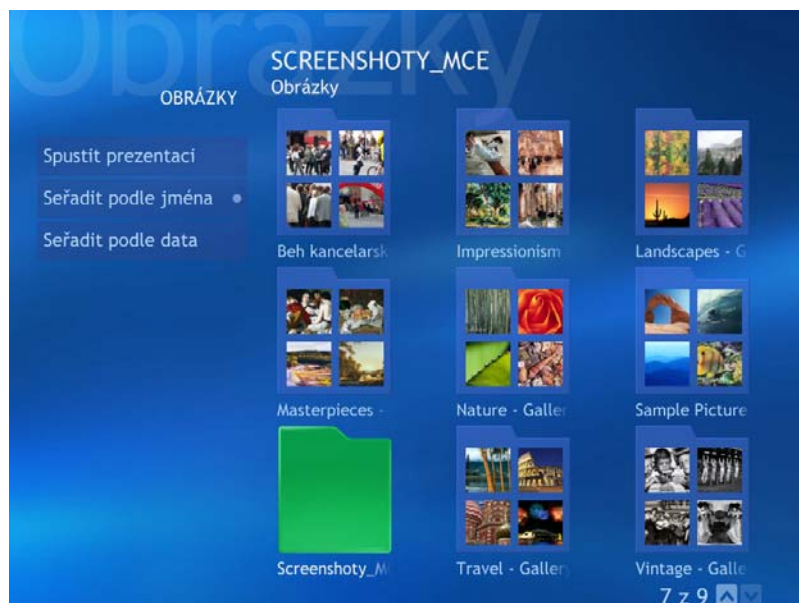 Obrázky
SCREENSHOTY_MCE
Obrázky
OBRÁZKY
Spustit prezentaci
Seřadit podle jména
Seřadit podle data
Beh kancelarsk
Impressionism
Landscapes - G
Masterpieces -
Nature - Galler
Sample Picture
Screenshoty_M
Travel - Galler
Vintage - Galle
7 z 9